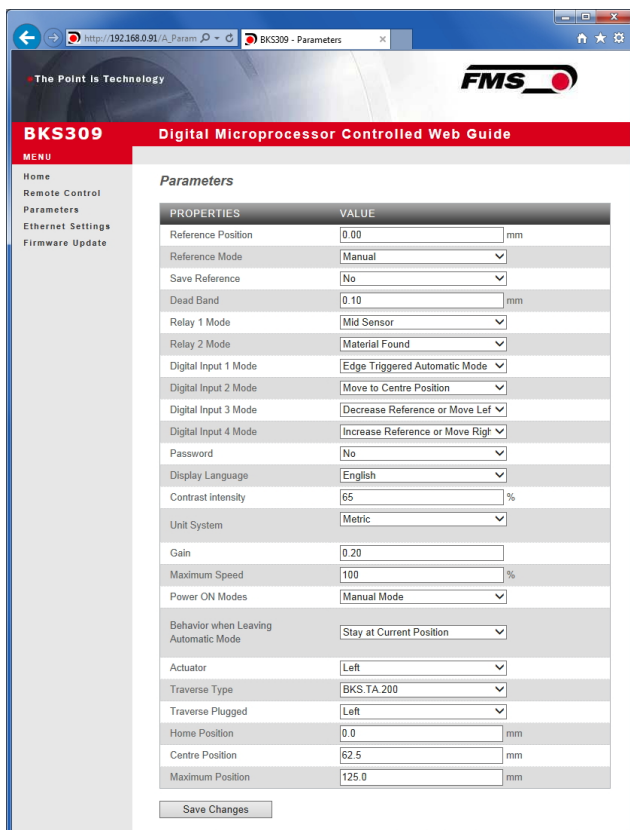 http://192.168.0.91/A_Param
BKS309 - Parameters
The Point is Technology
FMS
BKS309 Digital Microprocessor Controlled Web Guide
MENU
Home
Remote Control
Parameters
Ethernet Settings
Firmware Update
Parameters
PROPERTIES VALUE
Reference Position 0.00 mm
Reference Mode Manual
Save Reference No
Dead Band 0.10 mm
Relay 1 Mode Mid Sensor
Relay 2 Mode Material Found
Digital Input 1 Mode Edge Triggered Automatic Mode
Digital Input 2 Mode Move to Centre Position
Digital Input 3 Mode Decrease Reference or Move Lef
Digital Input 4 Mode Increase Reference or Move Righ
Password No
Display Language English
Contrast intensity 65 %
Unit System Metric
Gain 0.20
Maximum Speed 100 %
Power ON Modes Manual Mode
Behavior when Leaving
Automatic Mode Stay at Current Position
Actuator Left
Traverse Type BKS.TA.200
Traverse Plugged Left
Home Position 0.0 mm
Centre Position 62.5 mm
Maximum Position 125.0 mm
Save Changes